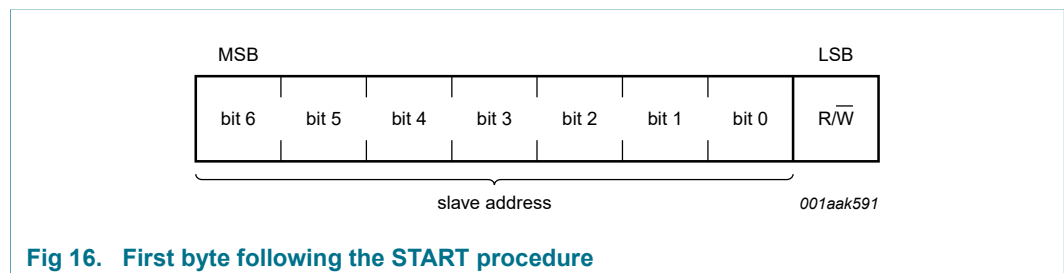 MSB LSB
bit 6 bit 5 bit 4 bit 3 bit 2 bit 1 bit 0 R/W̅
slave address 001aak591
Fig 16. First byte following the START procedure